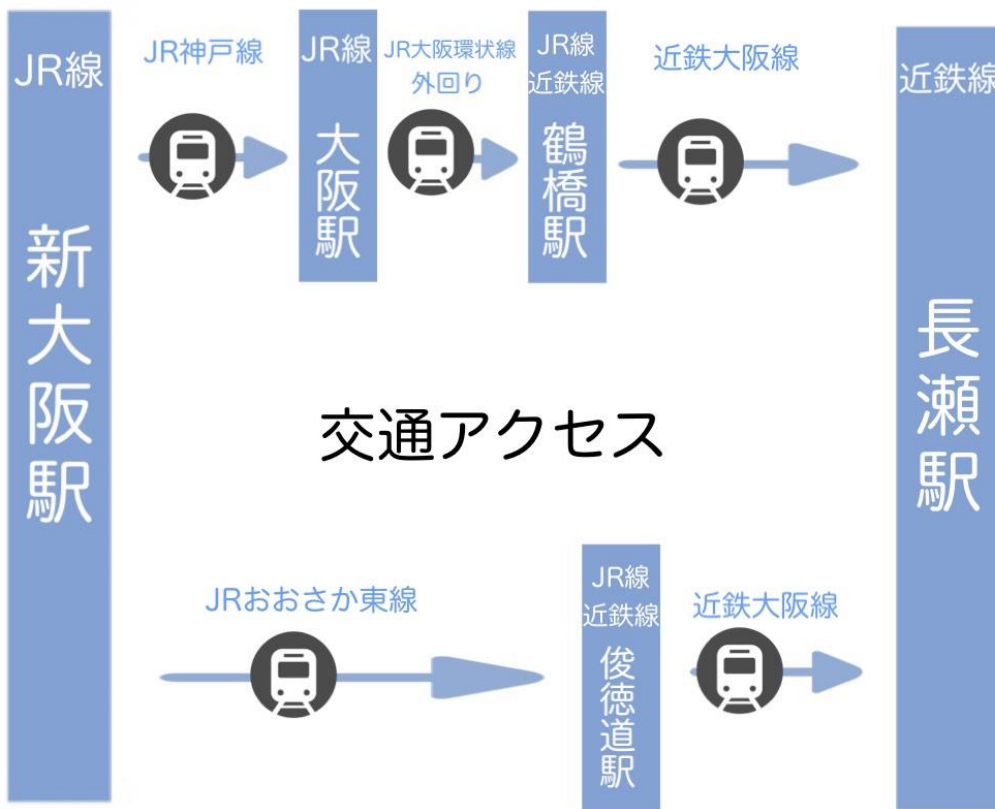 JR線
新大阪駅
JR神戸線
JR線
大阪駅
JR大阪環状線
外回り
JR線
近鉄線
鶴橋駅
近鉄大阪線
近鉄線
長瀬駅
交通アクセス
JRおおさか東線
JR線
近鉄線
俊徳道駅
近鉄大阪線